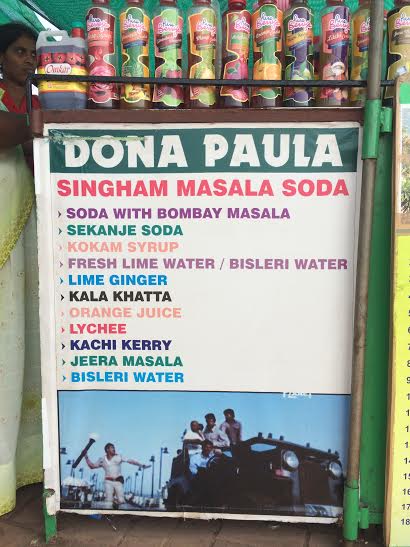 Onkar
DONA PAULA
SINGHAM MASALA SODA
SODA WITH BOMBAY MASALA
SEKANJE SODA
KOKAM SYRUP
FRESH LIME WATER / BISLERI WATER
LIME GINGER
KALA KHATTA
ORANGE JUICE
LYCHEE
KACHI KERRY
JEERA MASALA
BISLERI WATER